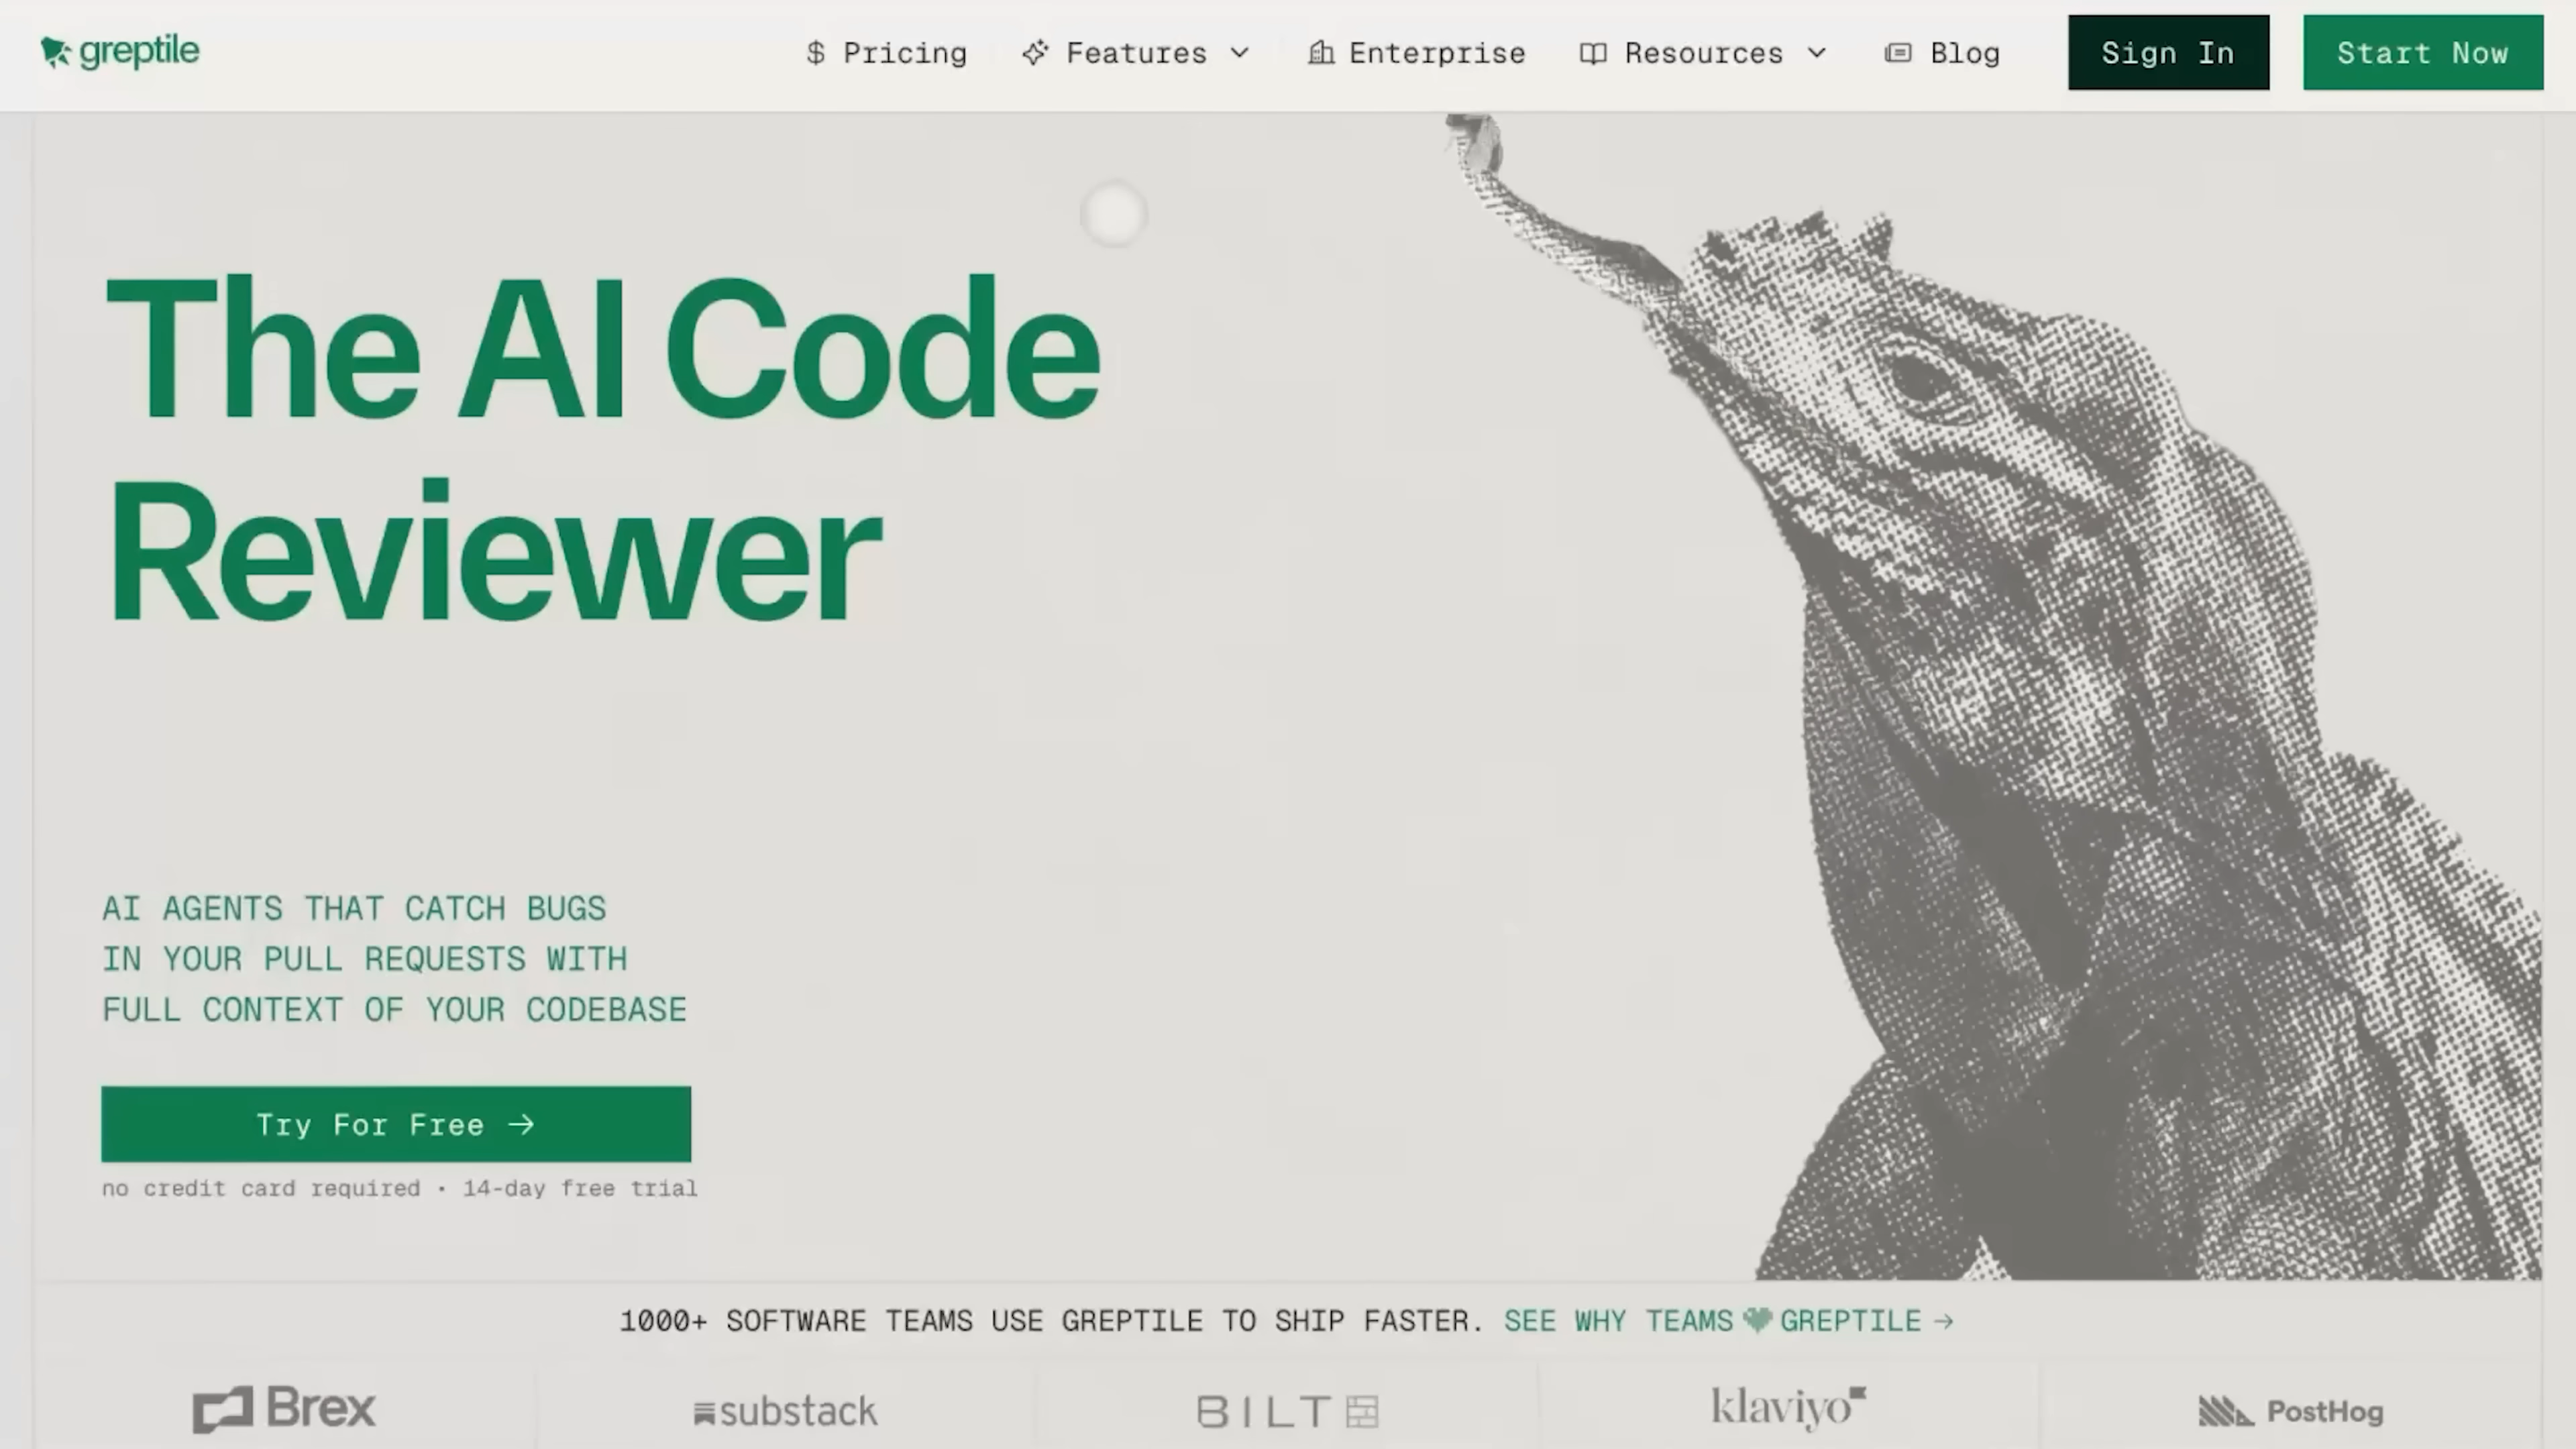 greptile
$ Pricing
Features
Enterprise
Resources
Blog
Sign In
Start Now
The AI Code
Reviewer
AI AGENTS THAT CATCH BUGS
IN YOUR PULL REQUESTS WITH
FULL CONTEXT OF YOUR CODEBASE
Try For Free →
no credit card required · 14-day free trial
1000+ SOFTWARE TEAMS USE GREPTILE TO SHIP FASTER. SEE WHY TEAMS GREPTILE →
Brex
substack
BILT
klaviyo
PostHog